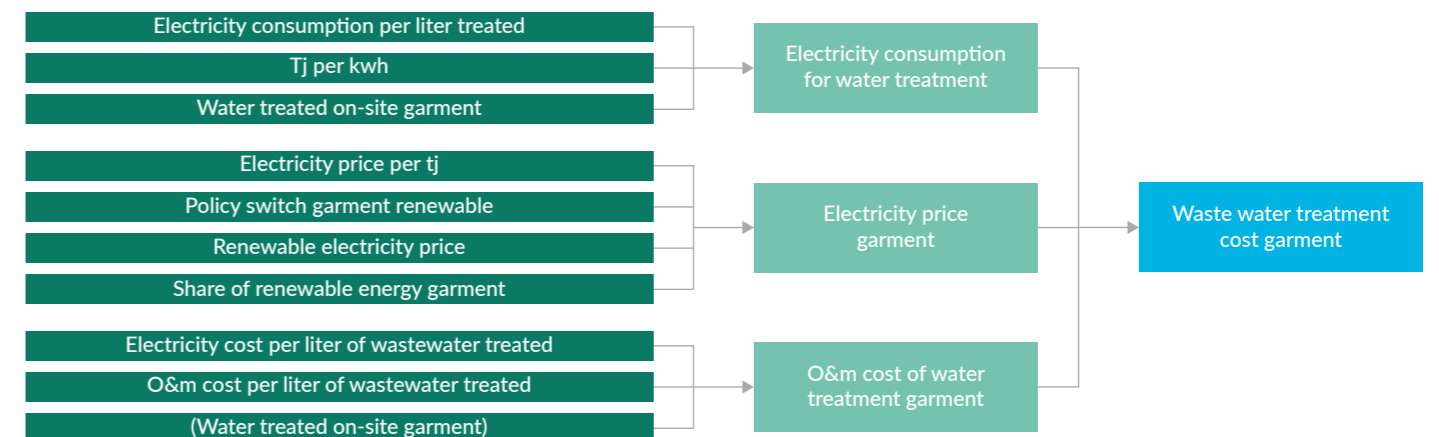 Electricity consumption per liter treated
Tj per kwh
Water treated on-site garment
Electricity price per tj
Policy switch garment renewable
Renewable electricity price
Share of renewable energy garment
Electricity cost per liter of wastewater treated
O&m cost per liter of wastewater treated
(Water treated on-site garment)
Electricity consumption
for water treatment
Electricity price
garment
O&m cost of water
treatment garment
Waste water treatment
cost garment